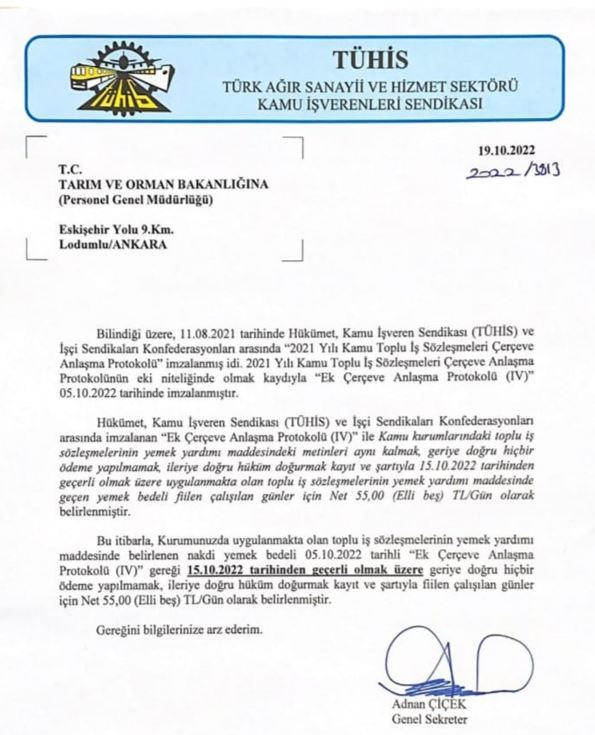 Tühis
TÜHİS
TÜRK AĞIR SANAYİİ VE HİZMET SEKTÖRÜ
KAMU İŞVERENLERİ SENDİKASI
19.10.2022
2022/3813
T.C.
TARIM VE ORMAN BAKANLIĞINA
(Personel Genel Müdürlüğü)
Eskişehir Yolu 9.Km.
Lodumlu/ANKARA
Bilindiği üzere, 11.08.2021 tarihinde Hükümet, Kamu İşveren Sendikası (TÜHİS) ve
İşçi Sendikaları Konfederasyonları arasında “2021 Yılı Kamu Toplu İş Sözleşmeleri Çerçeve
Anlaşma Protokolü” imzalanmış idi. 2021 Yılı Kamu Toplu İş Sözleşmeleri Çerçeve Anlaşma
Protokolünün eki niteliğinde olmak kaydıyla “Ek Çerçeve Anlaşma Protokolü (IV)”
05.10.2022 tarihinde imzalanmıştır.
Hükümet, Kamu İşveren Sendikası (TÜHİS) ve İşçi Sendikaları Konfederasyonları
arasında imzalanan “Ek Çerçeve Anlaşma Protokolü (IV)” ile Kamu kurumlarındaki toplu iş
sözleşmelerinin yemek yardımı maddesindeki metinleri aynı kalmak, geriye doğru hiçbir
ödeme yapılmamak, ileriye doğru hüküm doğurmak kayıt ve şartıyla 15.10.2022 tarihinden
geçerli olmak üzere uygulanmakta olan toplu iş sözleşmelerinin yemek yardımı maddesinde
geçen yemek bedeli fiilen çalışılan günler için Net 55,00 (Elli beş) TL/Gün olarak
belirlenmiştir.
Bu itibarla, Kurumunuzda uygulanmakta olan toplu iş sözleşmelerinin yemek yardımı
maddesinde belirlenen nakdi yemek bedeli 05.10.2022 tarihli “Ek Çerçeve Anlaşma
Protokolü (IV)” gereği 15.10.2022 tarihinden geçerli olmak üzere geriye doğru hiçbir
ödeme yapılmamak, ileriye doğru hüküm doğurmak kayıt ve şartıyla fiilen çalışılan günler
için Net 55,00 (Elli beş) TL/Gün olarak belirlenmiştir.
Gereğini bilgilerinize arz ederim.
Adnan ÇİÇEK
Genel Sekreter